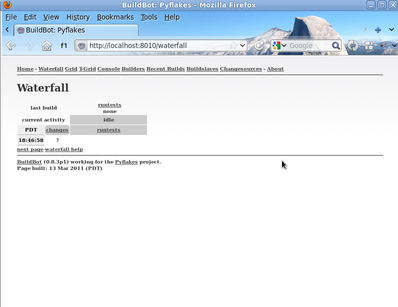 BuildBot: Pyflakes - Mozilla Firefox
File Edit View History Bookmarks Tools Help
BuildBot: Pyflakes
f1 http://localhost:8010/waterfall Google
Home - Waterfall Grid T-Grid Console Builders Recent Builds Buildslaves Changesources - About
Waterfall
last build runtests
none
current activity idle
PDT changes runtests
18:46:58 ?
next page waterfall help
BuildBot (0.8.3p1) working for the Pyflakes project.
Page built: 13 Mar 2011 (PDT)